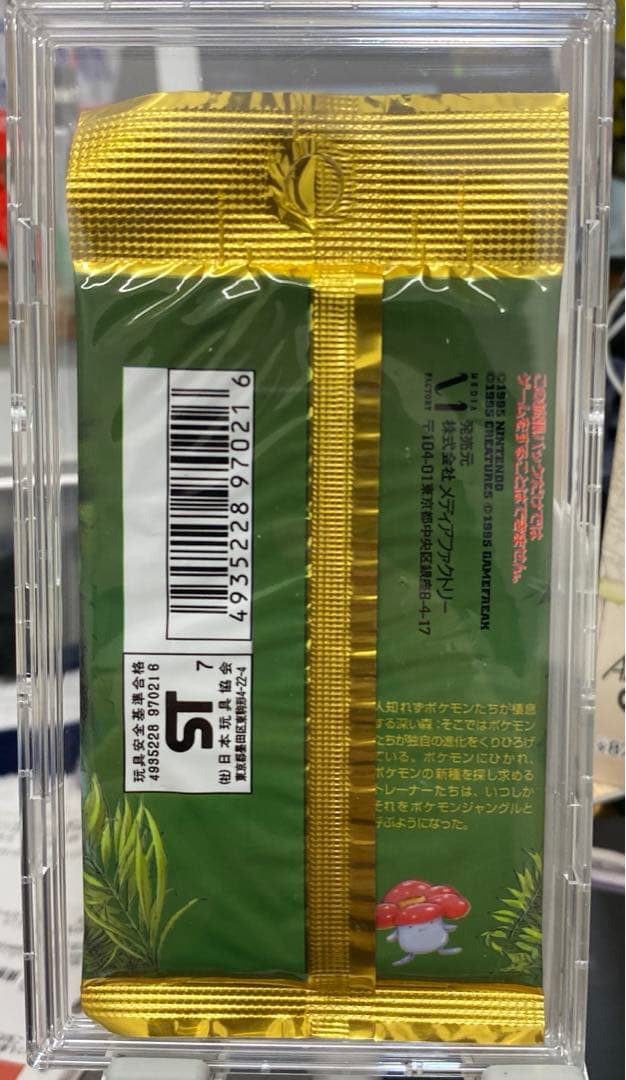 4935228 970216
玩具安全基準合格
4935228 970216
ST
7
(社)日本玩具協会
東京都墨田区東駒形4-22-4
この拡張パックだけでは
ゲームをすることはできません。
©1995 NINTENDO
©1995 CREATURES ©1995 GAMEFREAK
MEDIA
FACTORY
発売元
株式会社メディアファクトリー
〒104-01東京都中央区銀座8-4-17
人知れずポケモンたちが棲息
する深い森:そこではポケモン
たちが独自の進化をくりひろげ
ている。ポケモンにひかれ、
ポケモンの新種を探し求める
トレーナーたちは、いつしか
それをポケモンジャングルと
呼ぶようになった。